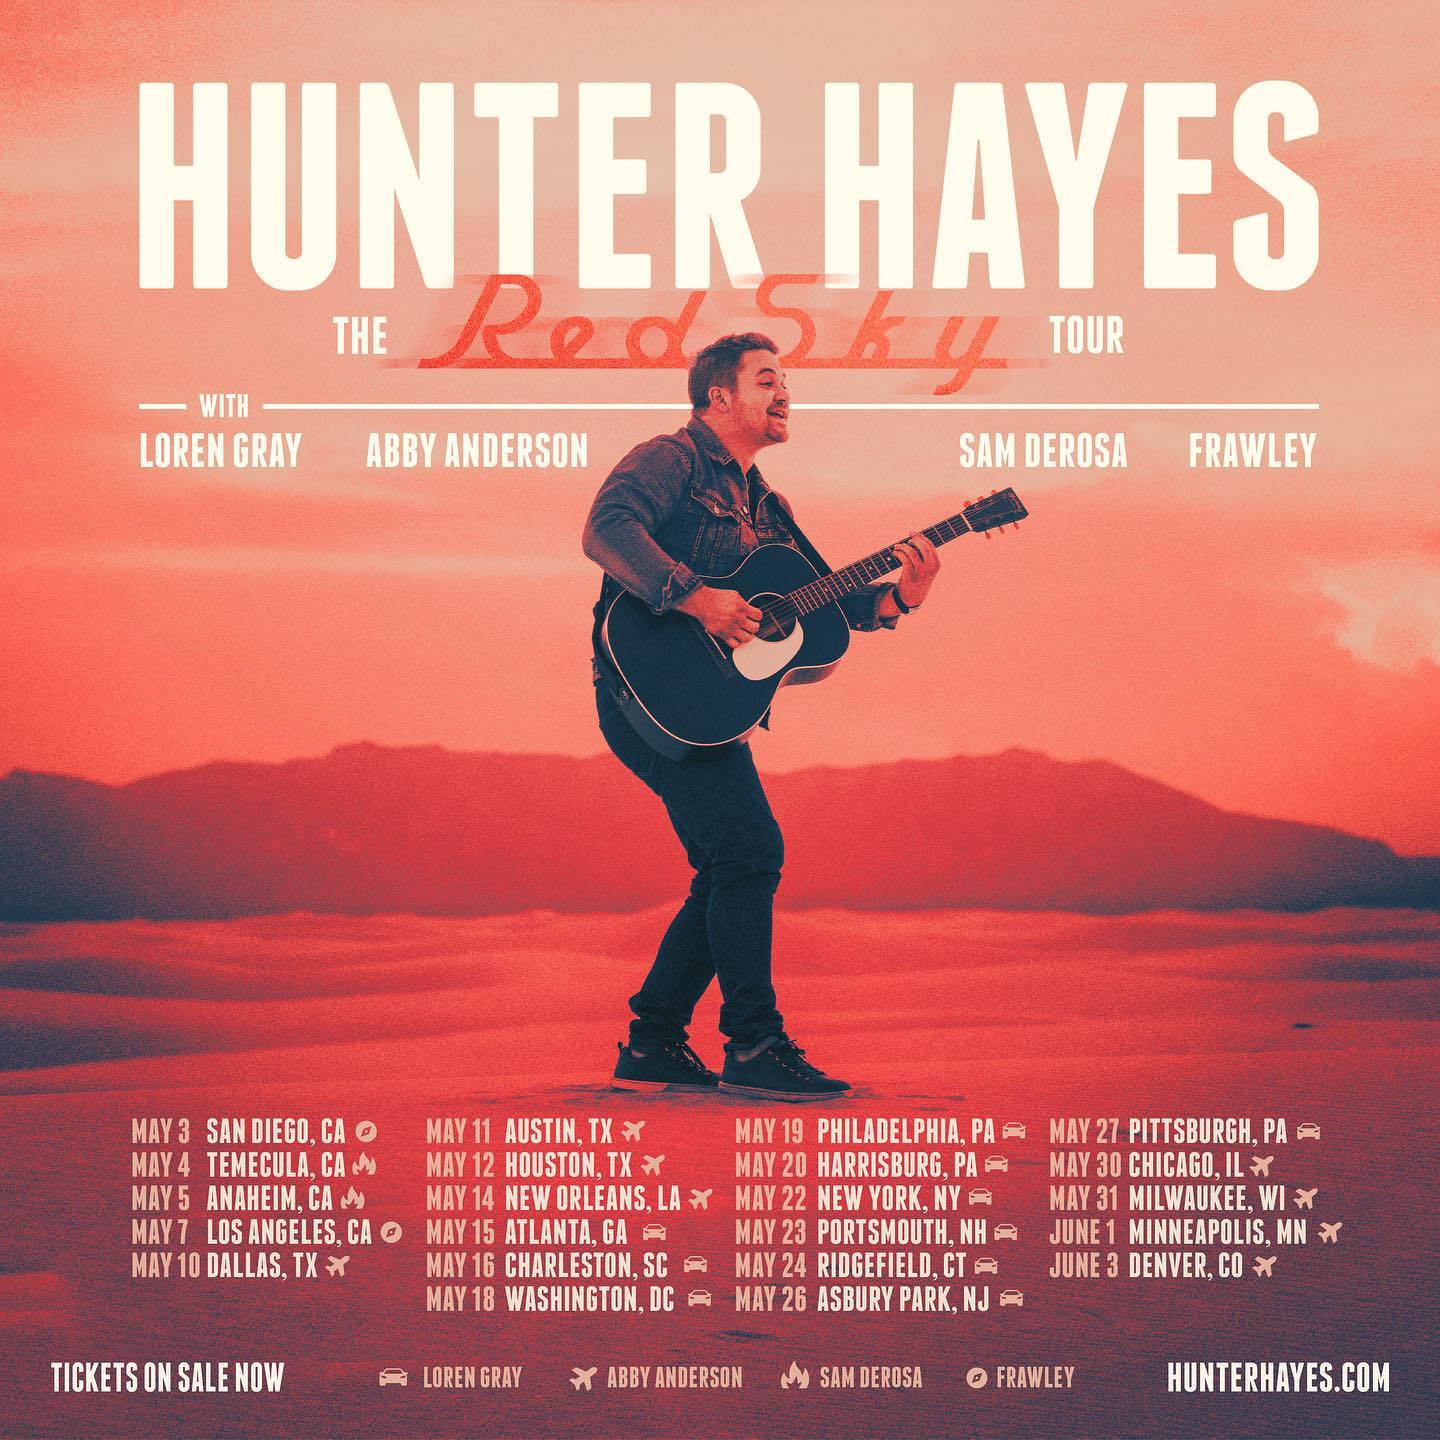 HUNTER HAYES
THE Red Sky TOUR
WITH
LOREN GRAY ABBY ANDERSON SAM DEROSA FRAWLEY
MAY 3 SAN DIEGO, CA
MAY 4 TEMECULA, CA
MAY 5 ANAHEIM, CA
MAY 7 LOS ANGELES, CA
MAY 10 DALLAS, TX
MAY 11 AUSTIN, TX
MAY 12 HOUSTON, TX
MAY 14 NEW ORLEANS, LA
MAY 15 ATLANTA, GA
MAY 16 CHARLESTON, SC
MAY 18 WASHINGTON, DC
MAY 19 PHILADELPHIA, PA
MAY 20 HARRISBURG, PA
MAY 22 NEW YORK, NY
MAY 23 PORTSMOUTH, NH
MAY 24 RIDGEFIELD, CT
MAY 26 ASBURY PARK, NJ
MAY 27 PITTSBURGH, PA
MAY 30 CHICAGO, IL
MAY 31 MILWAUKEE, WI
JUNE 1 MINNEAPOLIS, MN
JUNE 3 DENVER, CO
TICKETS ON SALE NOW LOREN GRAY ABBY ANDERSON SAM DEROSA FRAWLEY HUNTERHAYES.COM